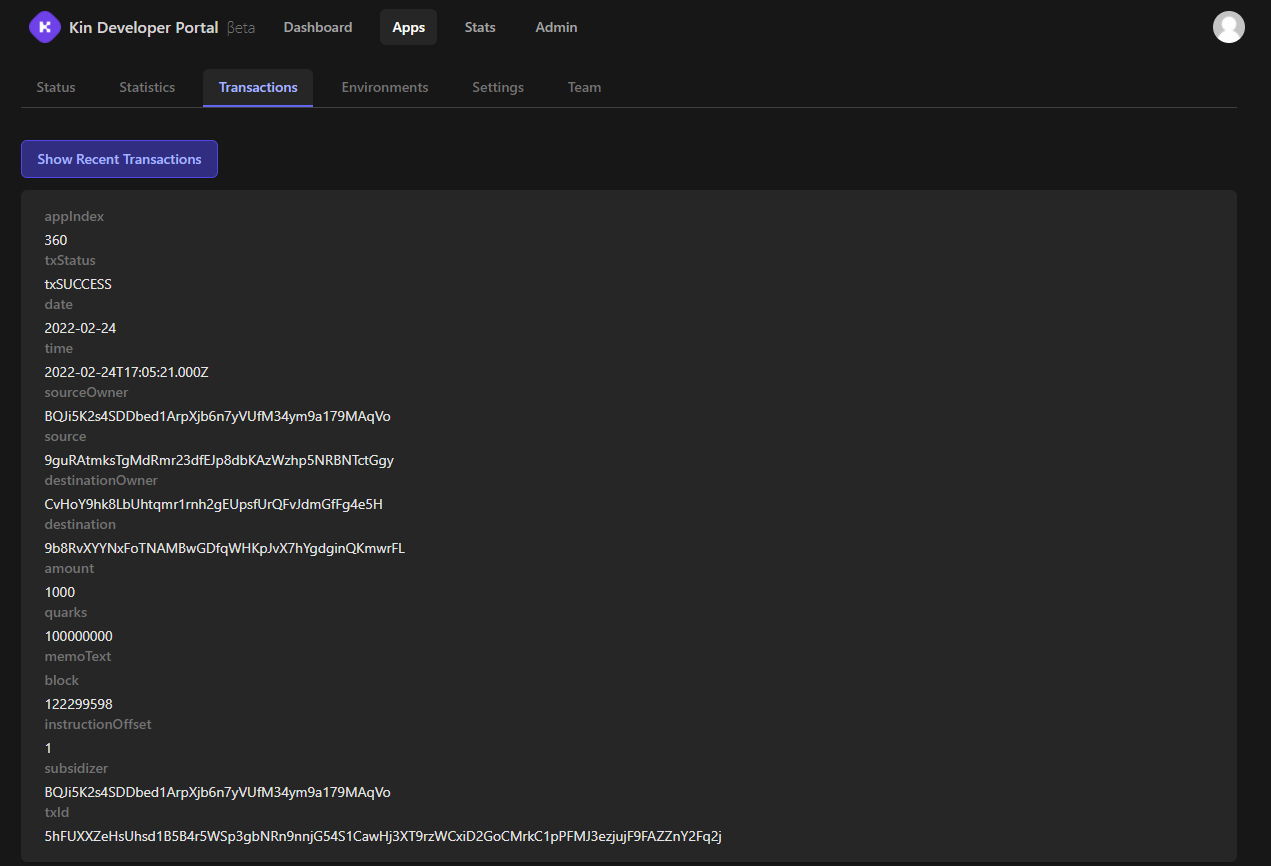 Kin Developer Portal βeta Dashboard Apps Stats Admin
Status Statistics Transactions Environments Settings Team
Show Recent Transactions
appIndex
360
txStatus
txSUCCESS
date
2022-02-24
time
2022-02-24T17:05:21.000Z
sourceOwner
BQJi5K2s4SDDbed1ArpXjb6n7yVUfM34ym9a179MAqVo
source
9guRAtmksTgMdRmr23dfEJp8dbKAzWzhp5NRBNTctGgy
destinationOwner
CvHoY9hk8LbUhtqmr1rnh2gEUpsfUrQFvJdmGfFg4e5H
destination
9b8RvXYYNxFoTNAMBwGDfqWHKpJvX7hYgdginQKmwrFL
amount
1000
quarks
100000000
memoText
block
122299598
instructionOffset
1
subsidizer
BQJi5K2s4SDDbed1ArpXjb6n7yVUfM34ym9a179MAqVo
txId
5hFUXXZeHsUhsd1B5B4r5WSp3gbNRn9nnjG54S1CawHj3XT9rzWCxiD2GoCMrkC1pPFMJ3ezjujF9FAZZnY2Fq2j